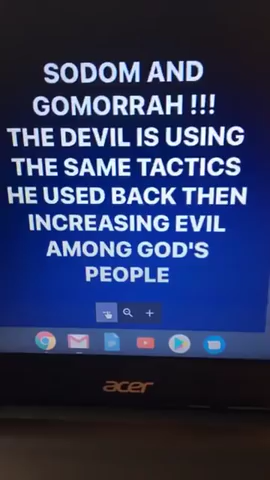 SODOM AND
GOMORRAH !!!
THE DEVIL IS USING
THE SAME TACTICS
HE USED BACK THEN
INCREASING EVIL
AMONG GOD'S
PEOPLE
acer